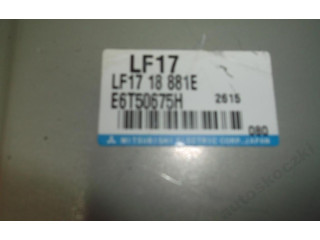 LF17
LF17 18 881E
E6T50675H 2615
MITSUBISHI ELECTRIC CORP. JAPAN